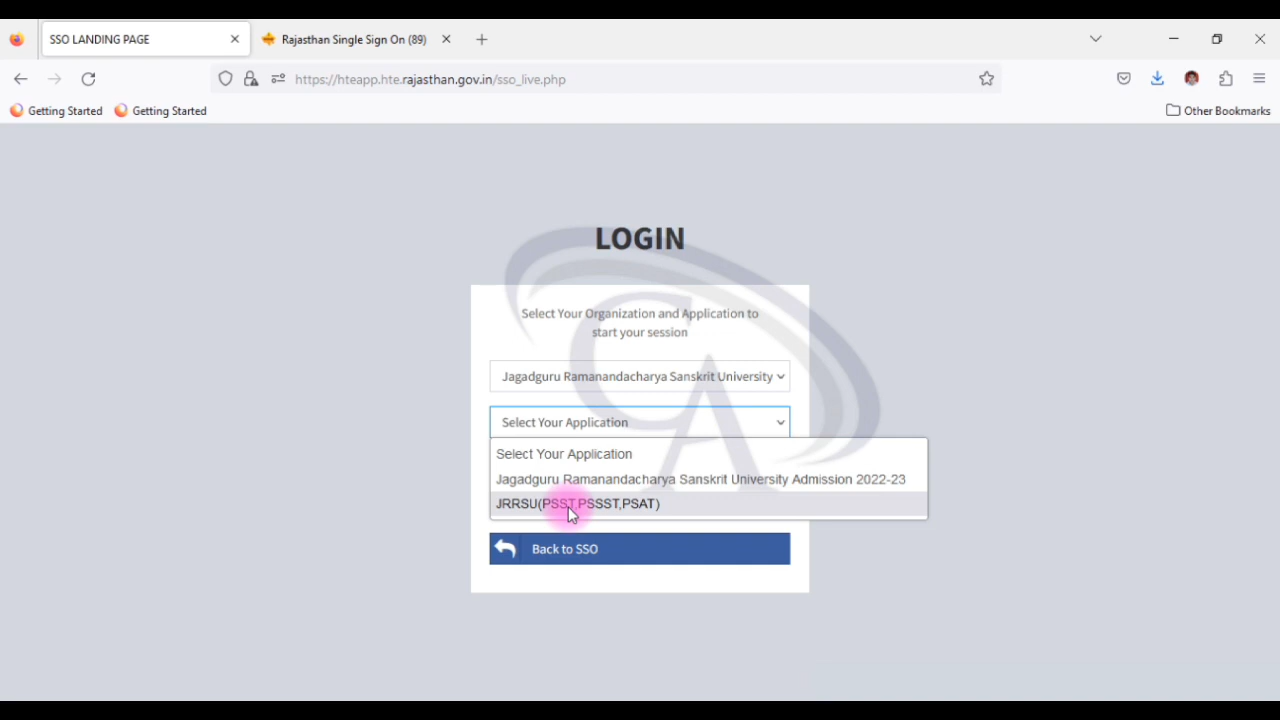 SSO LANDING PAGE
Rajasthan Single Sign On (89)
https://hteapp.hte.rajasthan.gov.in/sso_live.php
Getting Started
Getting Started
Other Bookmarks
LOGIN
Select Your Organization and Application to
start your session
Jagadguru Ramanandacharya Sanskrit University
Select Your Application
Select Your Application
Jagadguru Ramanandacharya Sanskrit University Admission 2022-23
JRRSU(PSST,PSSST,PSAT)
Back to SSO
CA